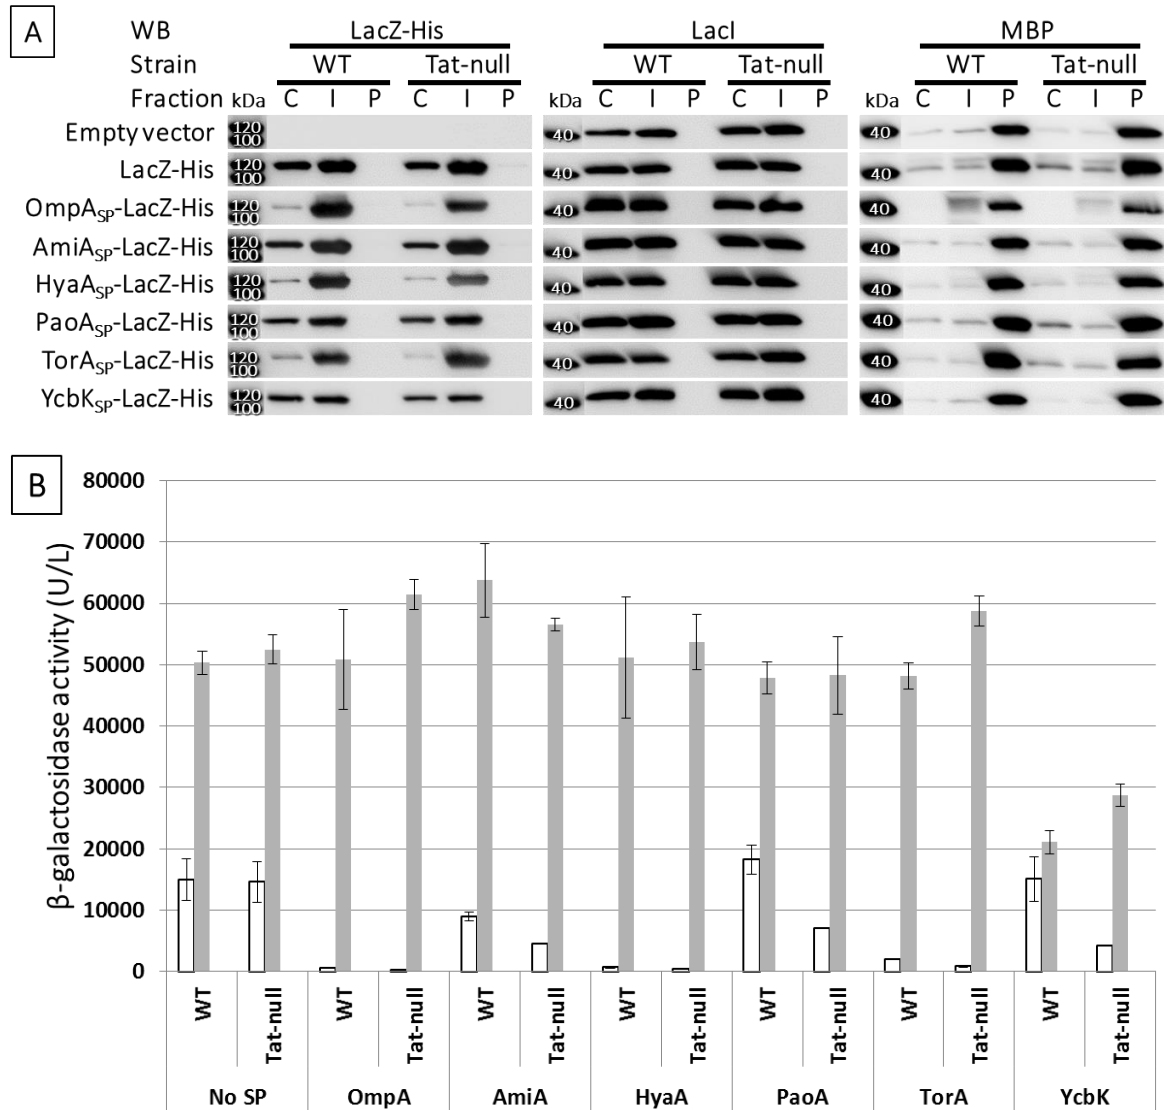 A
WB LacZ-His LacI MBP
Strain WT Tat-null WT Tat-null WT Tat-null
Fraction kDa C I P C I P kDa C I P C I P kDa C I P C I P
Empty vector 120 100 40 40
LacZ-His 120 100 40 40
OmpASP-LacZ-His 120 100 40 40
AmiASP-LacZ-His 120 100 40 40
HyaASP-LacZ-His 120 100 40 40
PaoASP-LacZ-His 120 100 40 40
TorASP-LacZ-His 120 100 40 40
YcbKSP-LacZ-His 120 100 40 40
B
β-galactosidase activity (U/L)
80000
70000
60000
50000
40000
30000
20000
10000
0
WT Tat-null WT Tat-null WT Tat-null WT Tat-null WT Tat-null WT Tat-null WT Tat-null
No SP OmpA AmiA HyaA PaoA TorA YcbK